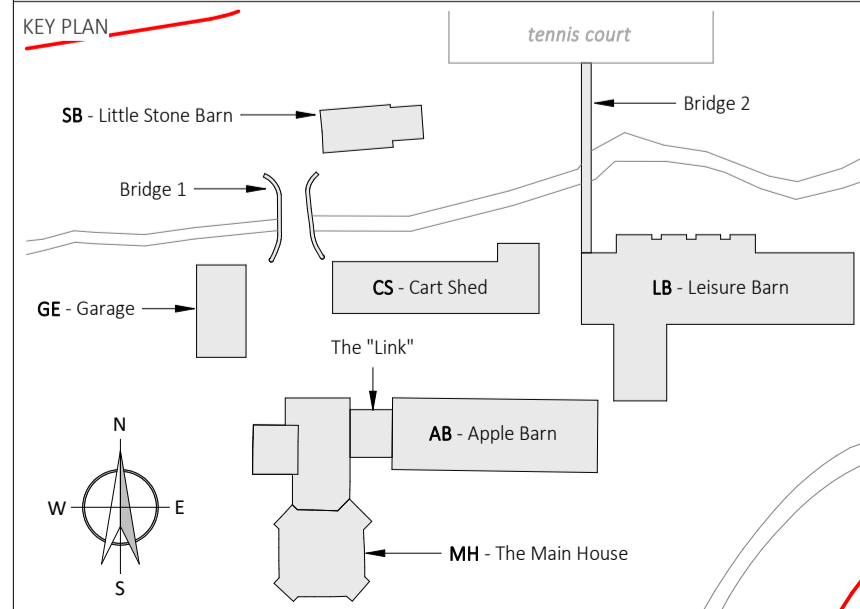 KEY PLAN
tennis court
SB - Little Stone Barn
Bridge 2
Bridge 1
CS - Cart Shed
LB - Leisure Barn
GE - Garage
The "Link"
AB - Apple Barn
N
W
E
S
MH - The Main House